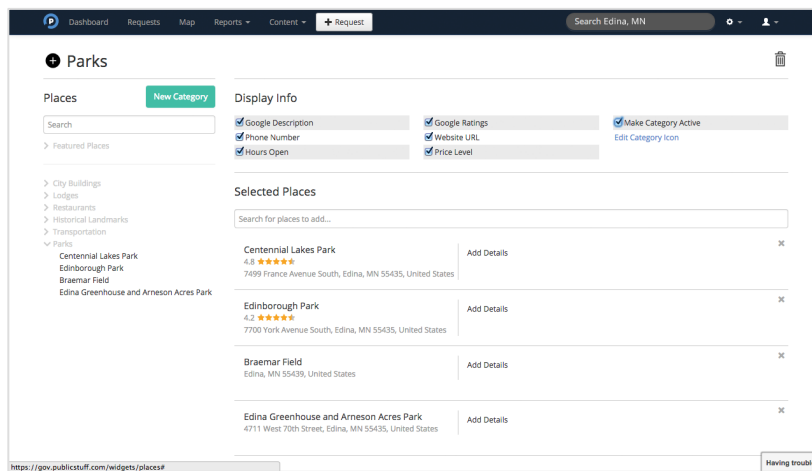 P Dashboard Requests Map Reports Content + Request Search Edina, MN
Parks
Places New Category
Search
> Featured Places
> City Buildings
> Lodges
> Restaurants
> Historical Landmarks
> Transportation
Parks
Centennial Lakes Park
Edinborough Park
Braemar Field
Edina Greenhouse and Arneson Acres Park
Display Info
Google Description Google Ratings Make Category Active
Phone Number Website URL Edit Category Icon
Hours Open Price Level
Selected Places
Search for places to add...
Centennial Lakes Park
4.8
7499 France Avenue South, Edina, MN 55435, United States
Add Details
Edinborough Park
4.2
7700 York Avenue South, Edina, MN 55435, United States
Add Details
Braemar Field
Edina, MN 55439, United States
Add Details
Edina Greenhouse and Arneson Acres Park
4711 West 70th Street, Edina, MN 55435, United States
Add Details
https://gov.publicstuff.com/widgets/places#
Having troubl